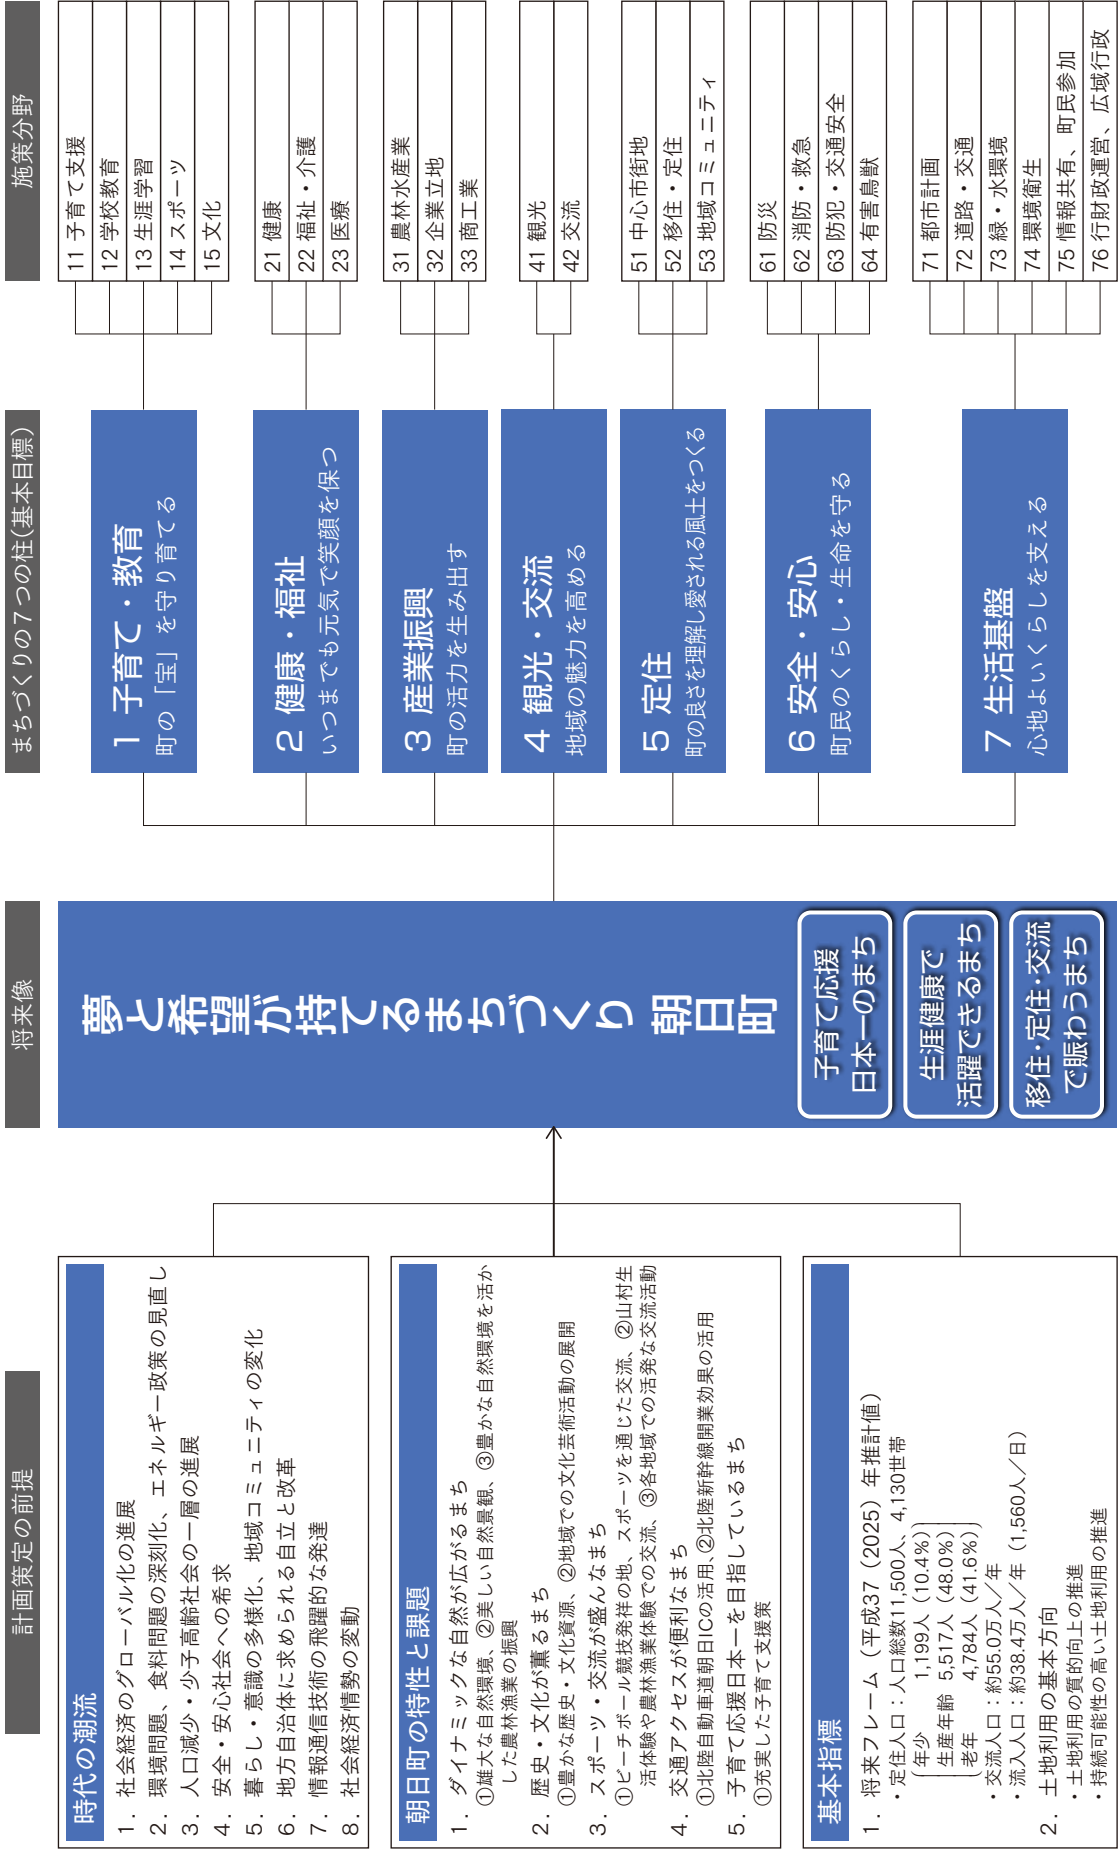 計画策定の前提
時代の潮流
1．社会経済のグローバル化の進展
2．環境問題、食料問題の深刻化、エネルギー政策の見直し
3．人口減少・少子高齢社会の一層の進展
4．安全・安心社会への希求
5．暮らし・意識の多様化、地域コミュニティの変化
6．地方自治体に求められる自立と改革
7．情報通信技術の飛躍的な発達
8．社会経済情勢の変動
朝日町の特性と課題
1．ダイナミックな自然が広がるまち
①雄大な自然環境、②美しい自然景観、③豊かな自然環境を活か
した農林漁業の振興
2．歴史・文化が薫るまち
①豊かな歴史・文化資源、②地域での文化芸術活動の展開
3．スポーツ・交流が盛んなまち
①ビーチボール競技発祥の地、スポーツを通じた交流、②山村生
活体験や農林漁業体験での交流、③各地域での活発な交流活動
4．交通アクセスが便利なまち
①北陸自動車道朝日ICの活用、②北陸新幹線開業効果の活用
5．子育て応援日本一を目指しているまち
①充実した子育て支援策
基本指標
1．将来フレーム（平成37（2025）年推計値）
・定住人口：人口総数11,500人、4,130世帯
年少 1,199人（10.4%）
生産年齢 5,517人（48.0%）
老年 4,784人（41.6%）
・交流人口：約55.0万人／年
・流入人口：約38.4万人／年（1,560人／日）
2．土地利用の基本方向
・土地利用の質的向上の推進
・持続可能性の高い土地利用の推進
将来像
夢と希望が持てるまちづくり 朝日町
子育て応援
日本一のまち
生涯健康で
活躍できるまち
移住・定住・交流
で賑わうまち
まちづくりの7つの柱（基本目標）
1 子育て・教育
町の「宝」を守り育てる
2 健康・福祉
いつまでも元気で笑顔を保つ
3 産業振興
町の活力を生み出す
4 観光・交流
地域の魅力を高める
5 定住
町の良さを理解し愛される風土をつくる
6 安全・安心
町民のくらし・生命を守る
7 生活基盤
心地よいくらしを支える
施策分野
11 子育て支援
12 学校教育
13 生涯学習
14 スポーツ
15 文化
21 健康
22 福祉・介護
23 医療
31 農林水産業
32 企業立地
33 商工業
41 観光
42 交流
51 中心市街地
52 移住・定住
53 地域コミュニティ
61 防災
62 消防・救急
63 防犯・交通安全
64 有害鳥獣
71 都市計画
72 道路・交通
73 緑・水環境
74 環境衛生
75 情報共有、町民参加
76 行財政運営、広域行政